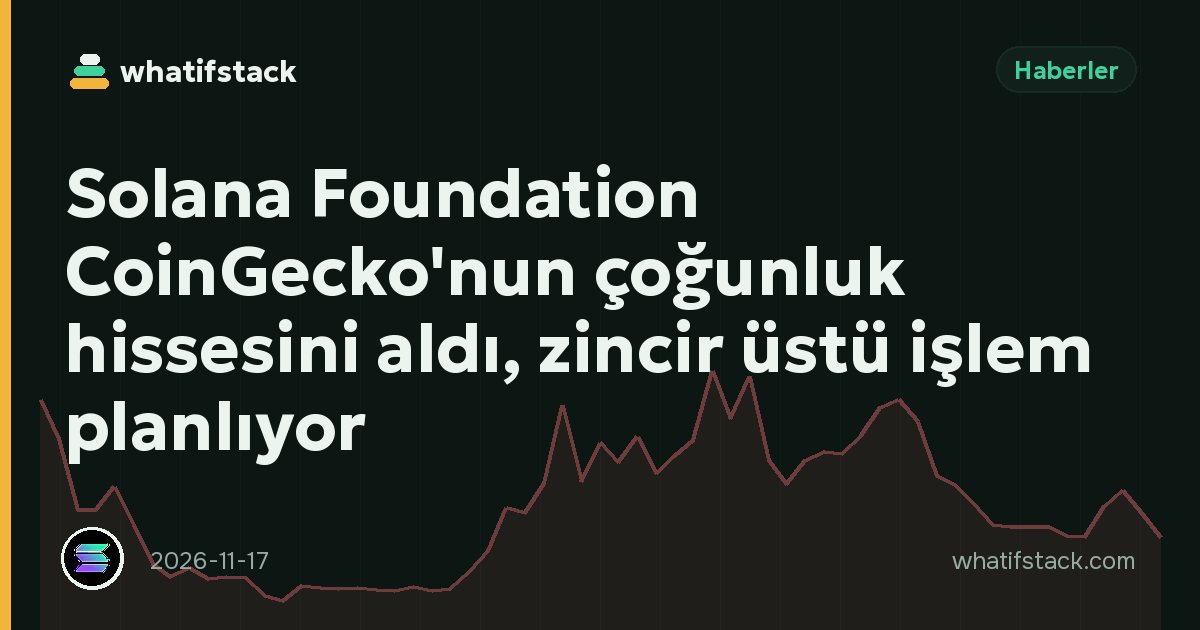 whatifstack
Haberler
Solana Foundation
CoinGecko'nun çoğunluk
hissesini aldı, zincir üstü işlem
planlıyor
2026-11-17
whatifstack.com